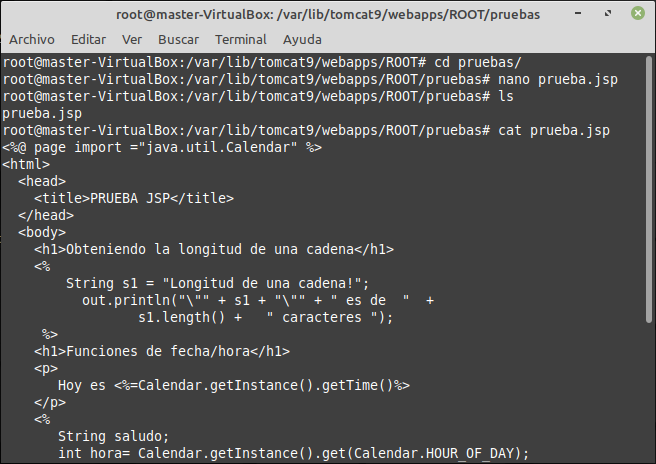 root@master-VirtualBox: /var/lib/tomcat9/webapps/ROOT/pruebas
Archivo Editar Ver Buscar Terminal Ayuda
root@master-VirtualBox:/var/lib/tomcat9/webapps/ROOT# cd pruebas/
root@master-VirtualBox:/var/lib/tomcat9/webapps/ROOT/pruebas# nano prueba.jsp
root@master-VirtualBox:/var/lib/tomcat9/webapps/ROOT/pruebas# ls
prueba.jsp
root@master-VirtualBox:/var/lib/tomcat9/webapps/ROOT/pruebas# cat prueba.jsp
<%@ page import ="java.util.Calendar" %>
<html>
  <head>
    <title>PRUEBA JSP</title>
  </head>
  <body>
    <h1>Obteniendo la longitud de una cadena</h1>
    <%
        String s1 = "Longitud de una cadena!";
          out.println("\"" + s1 + "\"" + " es de  "  +
                 s1.length() +   " caracteres ");
     %>
    <h1>Funciones de fecha/hora</h1>
    <p>
       Hoy es <%=Calendar.getInstance().getTime()%>
    </p>
    <%
       String saludo;
       int hora= Calendar.getInstance().get(Calendar.HOUR_OF_DAY);